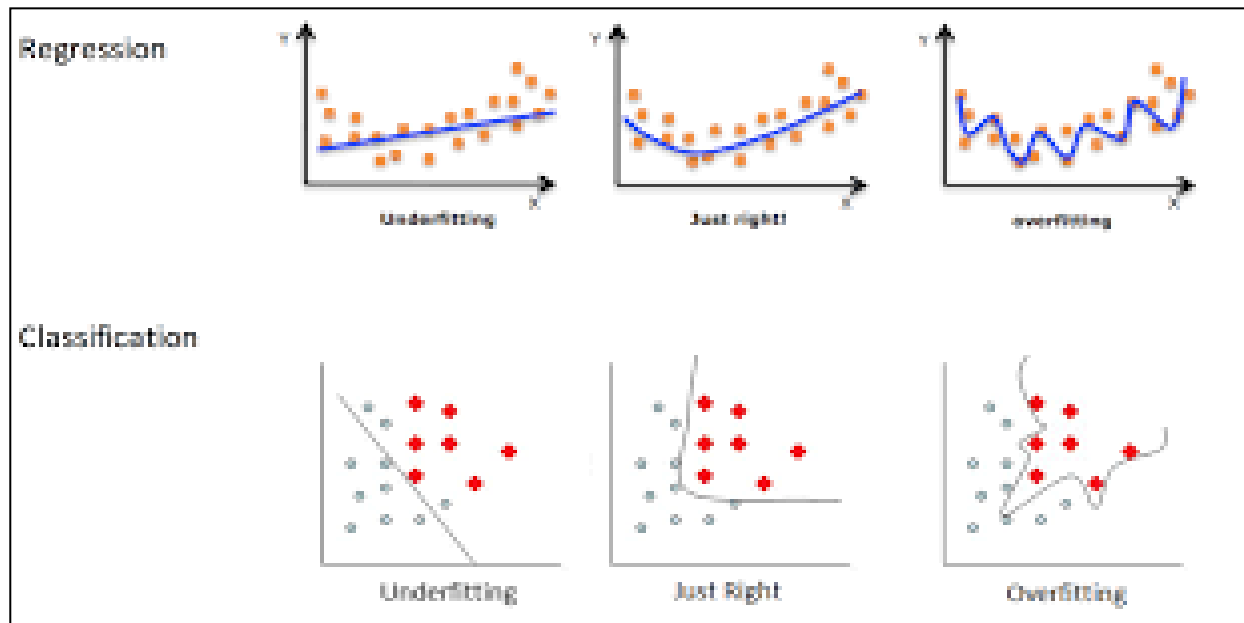 Regression
Y
Y
Y
X
X
X
Underfitting
Just right!
overfitting
Classification
Underfitting
Just Right
Overfitting